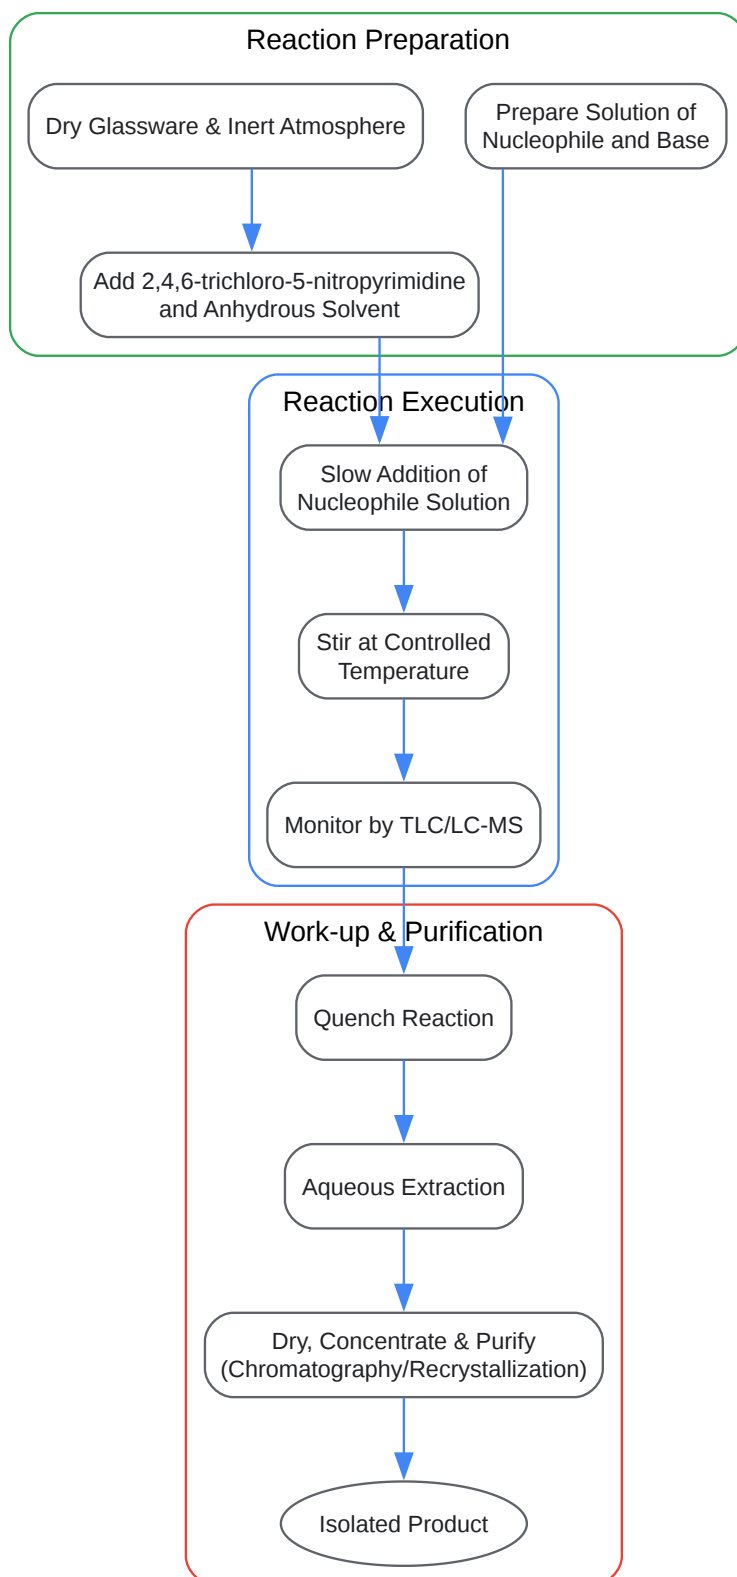 Reaction Preparation
Dry Glassware & Inert Atmosphere
Prepare Solution of
Nucleophile and Base
Add 2,4,6-trichloro-5-nitropyrimidine
and Anhydrous Solvent
Reaction Execution
Slow Addition of
Nucleophile Solution
Stir at Controlled
Temperature
Monitor by TLC/LC-MS
Work-up & Purification
Quench Reaction
Aqueous Extraction
Dry, Concentrate & Purify
(Chromatography/Recrystallization)
Isolated Product